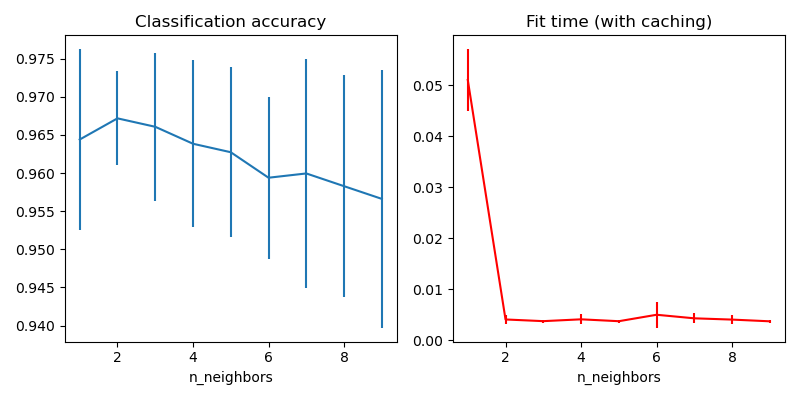 Classification accuracy
0.975
0.970
0.965
0.960
0.955
0.950
0.945
0.940
2 4 6 8
n_neighbors
Fit time (with caching)
0.05
0.04
0.03
0.02
0.01
0.00
2 4 6 8
n_neighbors